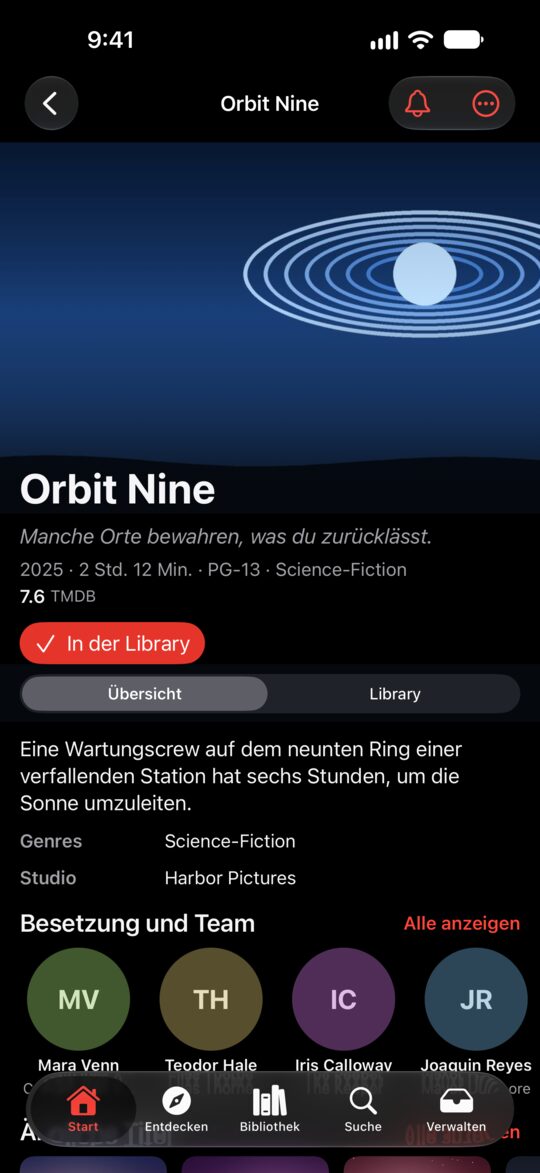 9:41
Orbit Nine
Orbit Nine
Manche Orte bewahren, was du zurücklässt.
2025 · 2 Std. 12 Min. · PG-13 · Science-Fiction
7.6 TMDB
In der Library
Übersicht
Library
Eine Wartungscrew auf dem neunten Ring einer
verfallenden Station hat sechs Stunden, um die
Sonne umzuleiten.
Genres
Science-Fiction
Studio
Harbor Pictures
Besetzung und Team
Alle anzeigen
MV
TH
IC
JR
Mara Venn
Teodor Hale
Iris Calloway
Joaquin Reyes
Start
Entdecken
Bibliothek
Suche
Verwalten